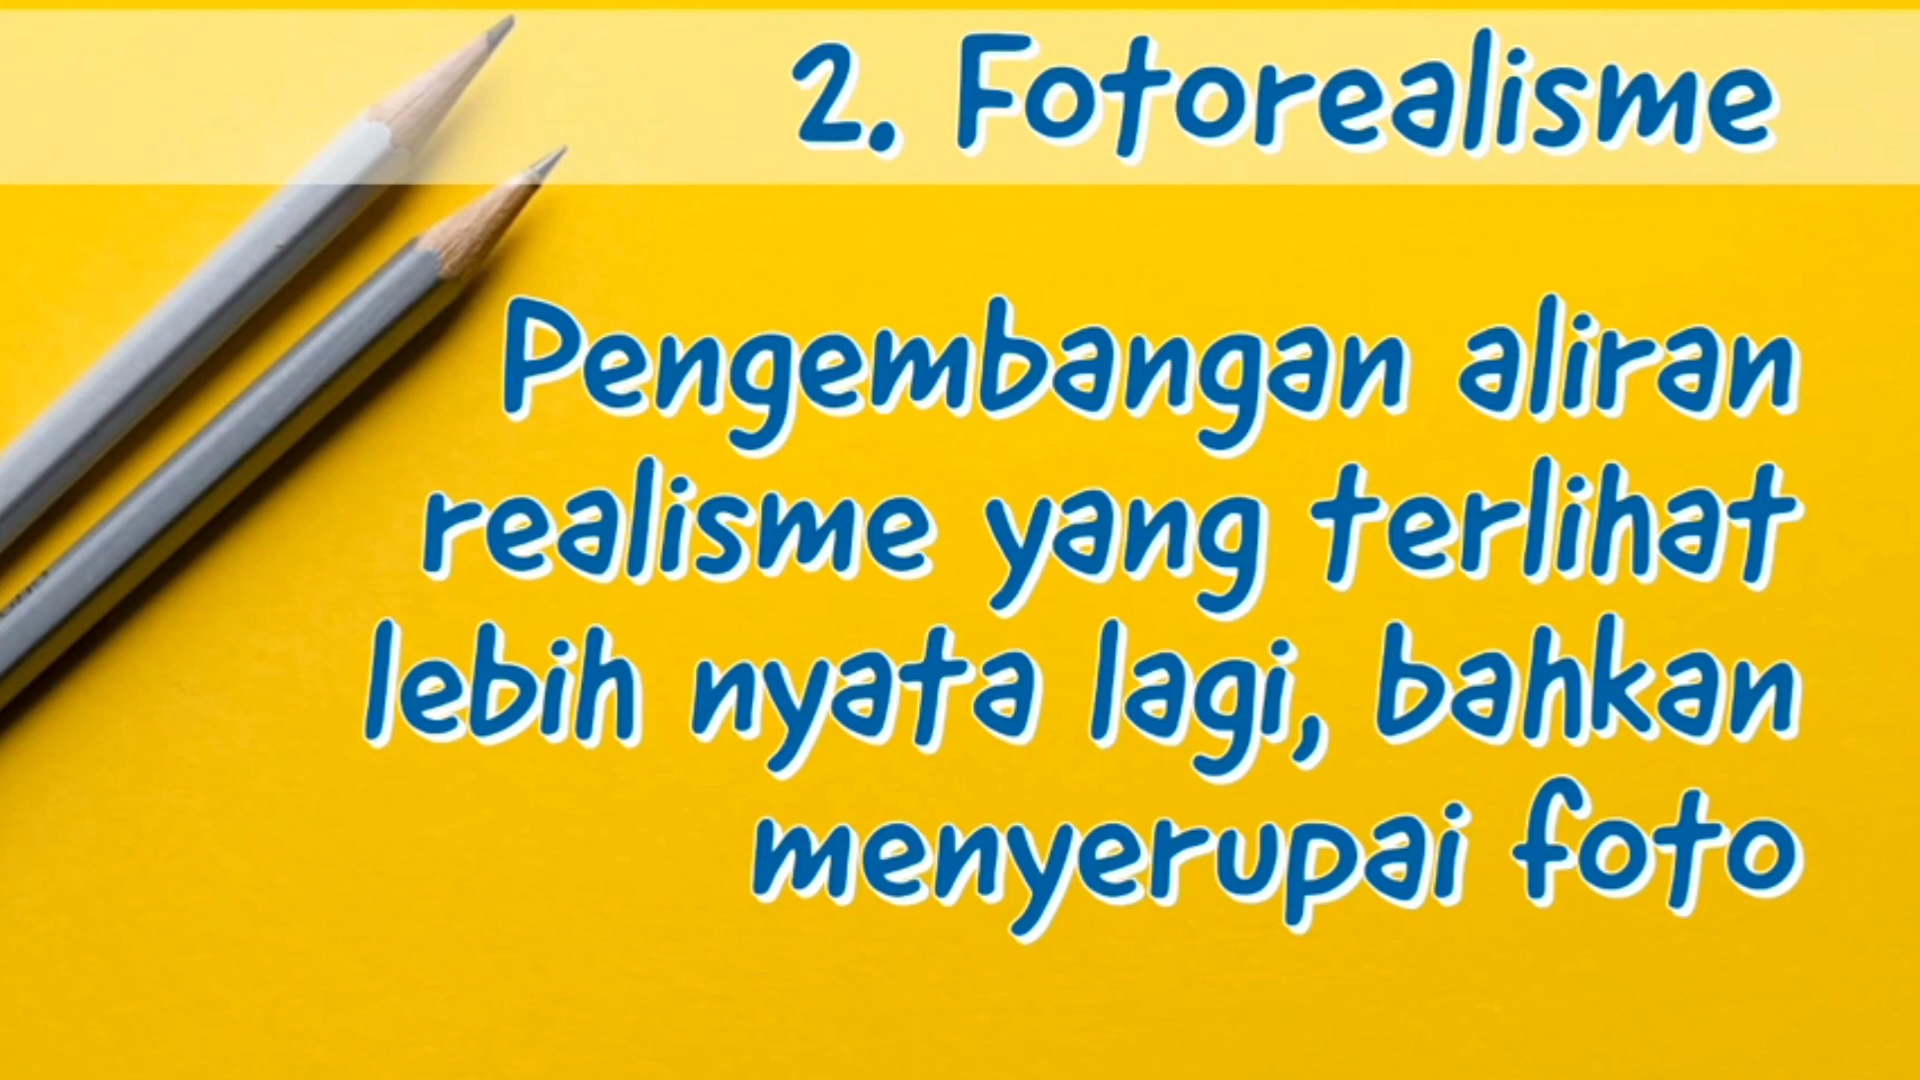 2. Fotorealisme
Pengembangan aliran
realisme yang terlihat
lebih nyata lagi, bahkan
menyerupai foto